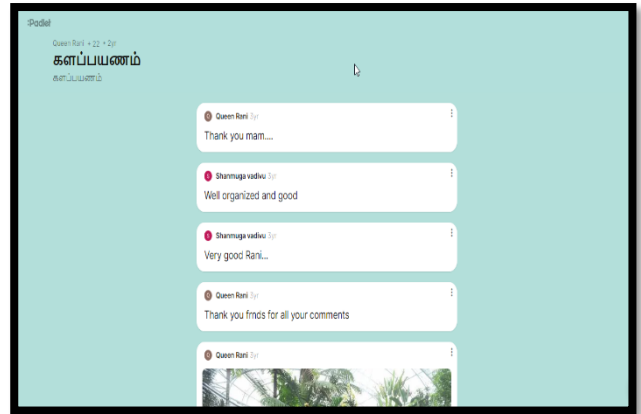 :Padlet
Queen Rani + 22 • 2yr
களப்பயணம்
களப்பயணம்
Queen Rani 3yr
Thank you mam....
Shanmuga vadivu 3yr
Well organized and good
Shanmuga vadivu 3yr
Very good Rani...
Queen Rani 3yr
Thank you frnds for all your comments
Queen Rani 3yr